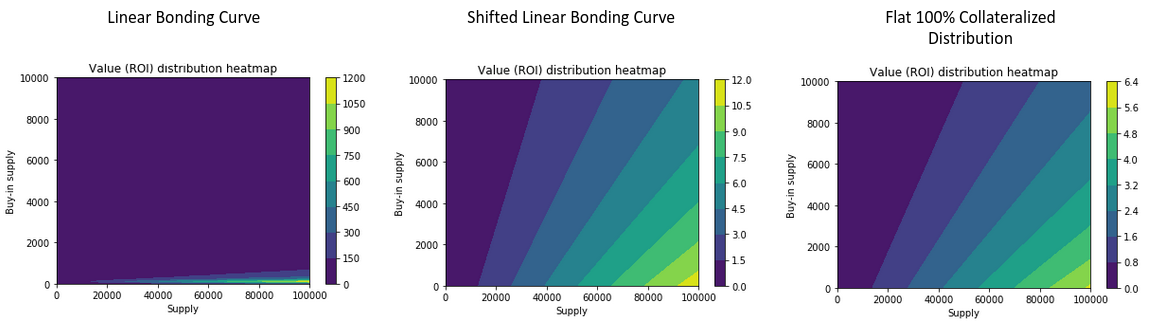 Linear Bonding Curve
Value (ROI) distribution heatmap
10000
8000
6000
4000
2000
0
Buy-in supply
0 20000 40000 60000 80000 100000
Supply
1200
1050
900
750
600
450
300
150
0
Shifted Linear Bonding Curve
Value (ROI) distribution heatmap
10000
8000
6000
4000
2000
0
Buy-in supply
0 20000 40000 60000 80000 100000
Supply
12.0
10.5
9.0
7.5
6.0
4.5
3.0
1.5
0.0
Flat 100% Collateralized
Distribution
Value (ROI) distribution heatmap
10000
8000
6000
4000
2000
0
Buy-in supply
0 20000 40000 60000 80000 100000
Supply
6.4
5.6
4.8
4.0
3.2
2.4
1.6
0.8
0.0